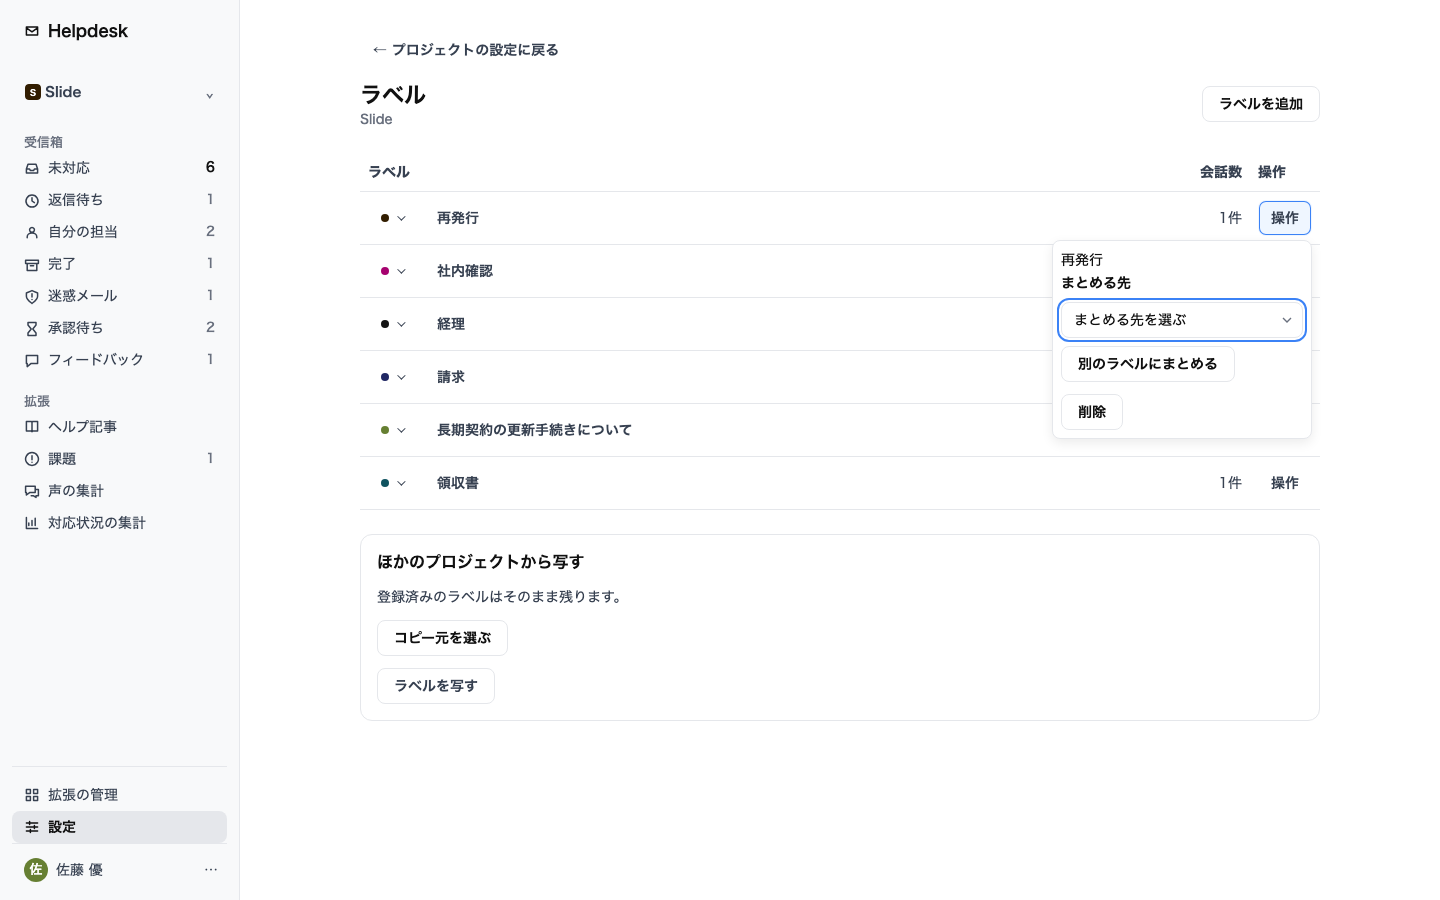 Helpdesk
S Slide
受信箱
未対応 6
返信待ち 1
自分の担当 2
完了 1
迷惑メール 1
承認待ち 2
フィードバック 1
拡張
ヘルプ記事
課題 1
声の集計
対応状況の集計
拡張の管理
設定
佐 佐藤 優 …
← プロジェクトの設定に戻る
ラベル
Slide
ラベルを追加
ラベル 会話数 操作
再発行 1件 操作
社内確認
経理
請求
長期契約の更新手続きについて
領収書 1件 操作
再発行
まとめる先
まとめる先を選ぶ
別のラベルにまとめる
削除
ほかのプロジェクトから写す
登録済みのラベルはそのまま残ります。
コピー元を選ぶ
ラベルを写す